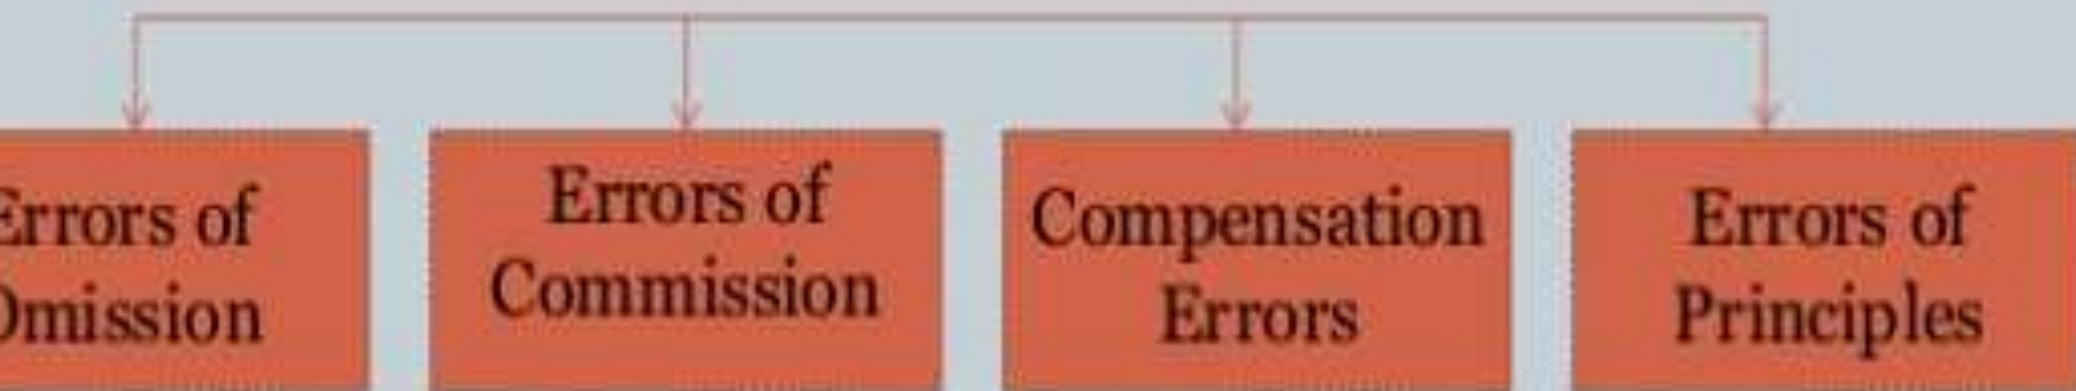 Errors of
Omission
Errors of
Commission
Compensation
Errors
Errors of
Principles